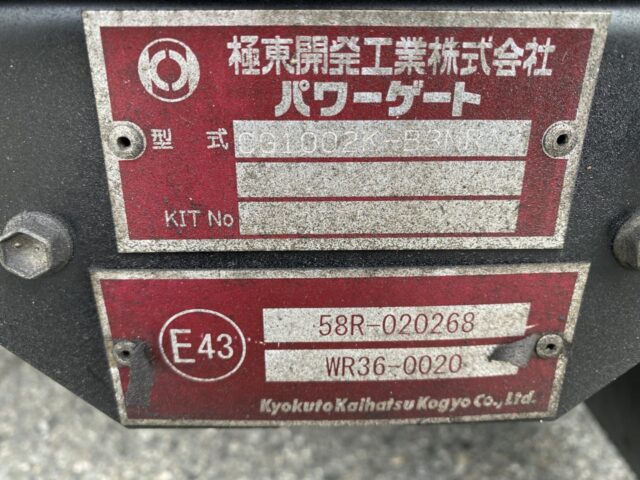 極東開発工業株式会社
パワーゲート
型 式
KIT No
E43
58R-020268
WR36-0020
Kyokuto Kaihatsu Kogyo Co., Ltd.